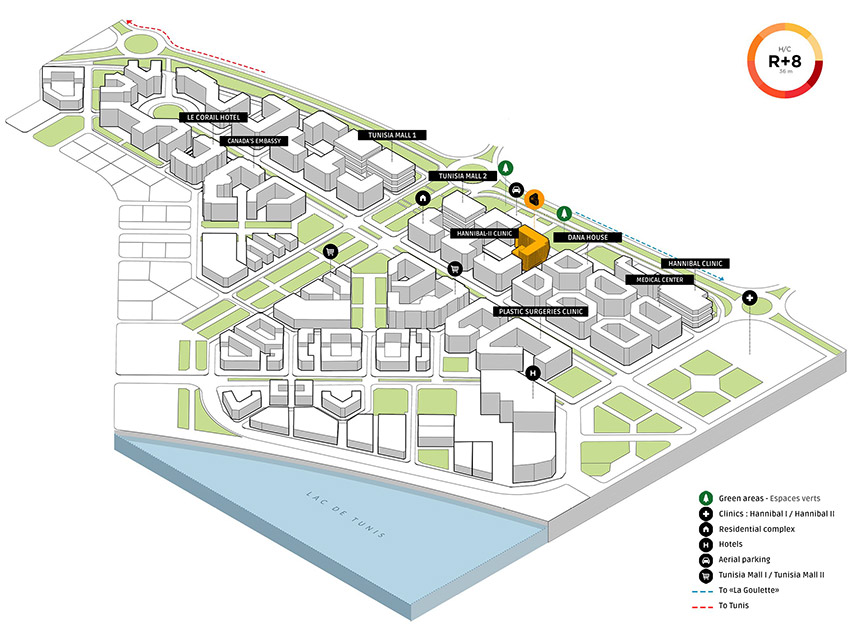 H/C
R+8
36 m
LE CORAIL HOTEL
CANADA'S EMBASSY
TUNISIA MALL 1
TUNISIA MALL 2
HANNIBAL-II CLINIC
DANA HOUSE
HANNIBAL CLINIC
MEDICAL CENTER
PLASTIC SURGERIES CLINIC
H
LAC DE TUNIS
Green areas - Espaces verts
Clinics : Hannibal I / Hannibal II
Residential complex
H Hotels
Aerial parking
Tunisia Mall I / Tunisia Mall II
To «La Goulette»
To Tunis